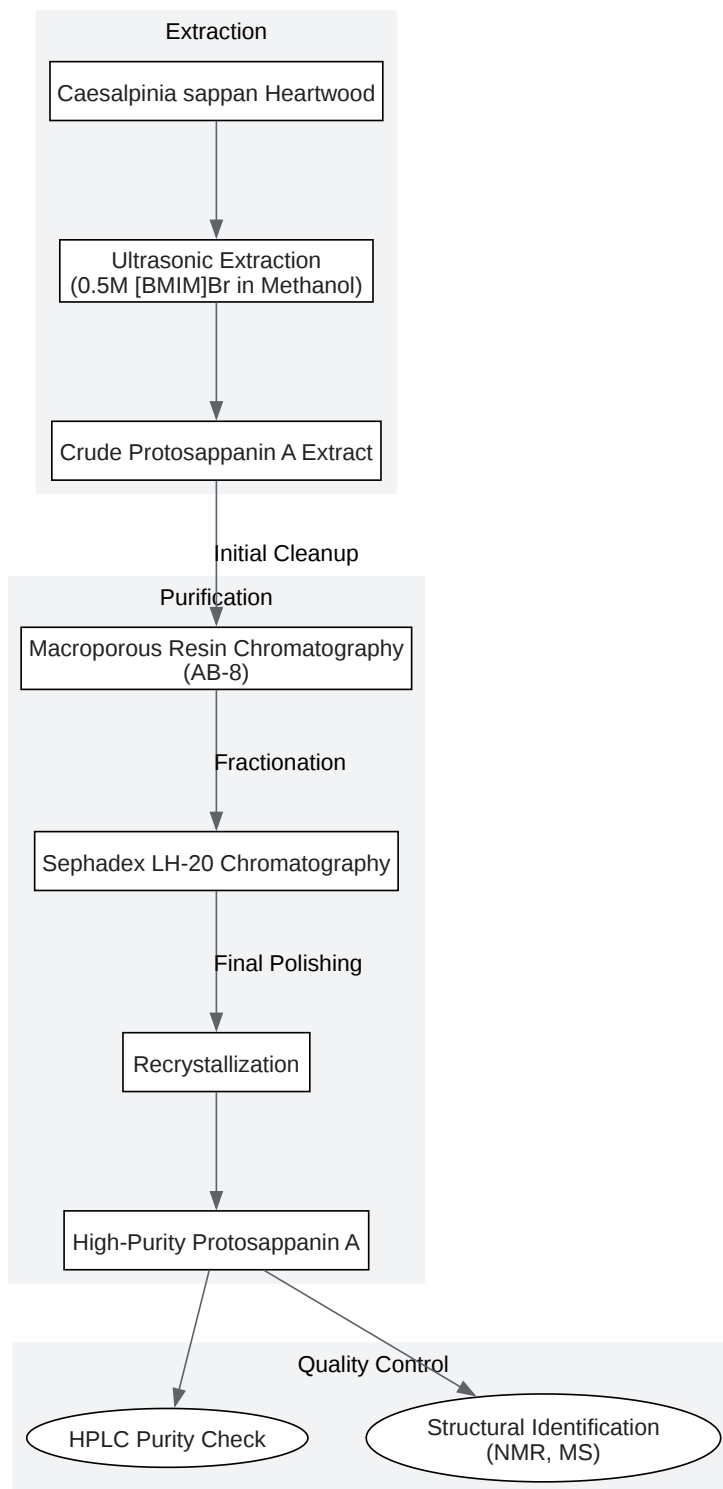 Extraction
Caesalpinia sappan Heartwood
Ultrasonic Extraction
(0.5M [BMIM]Br in Methanol)
Crude Protosappanin A Extract
Initial Cleanup
Purification
Macroporous Resin Chromatography
(AB-8)
Fractionation
Sephadex LH-20 Chromatography
Final Polishing
Recrystallization
High-Purity Protosappanin A
Quality Control
HPLC Purity Check
Structural Identification
(NMR, MS)